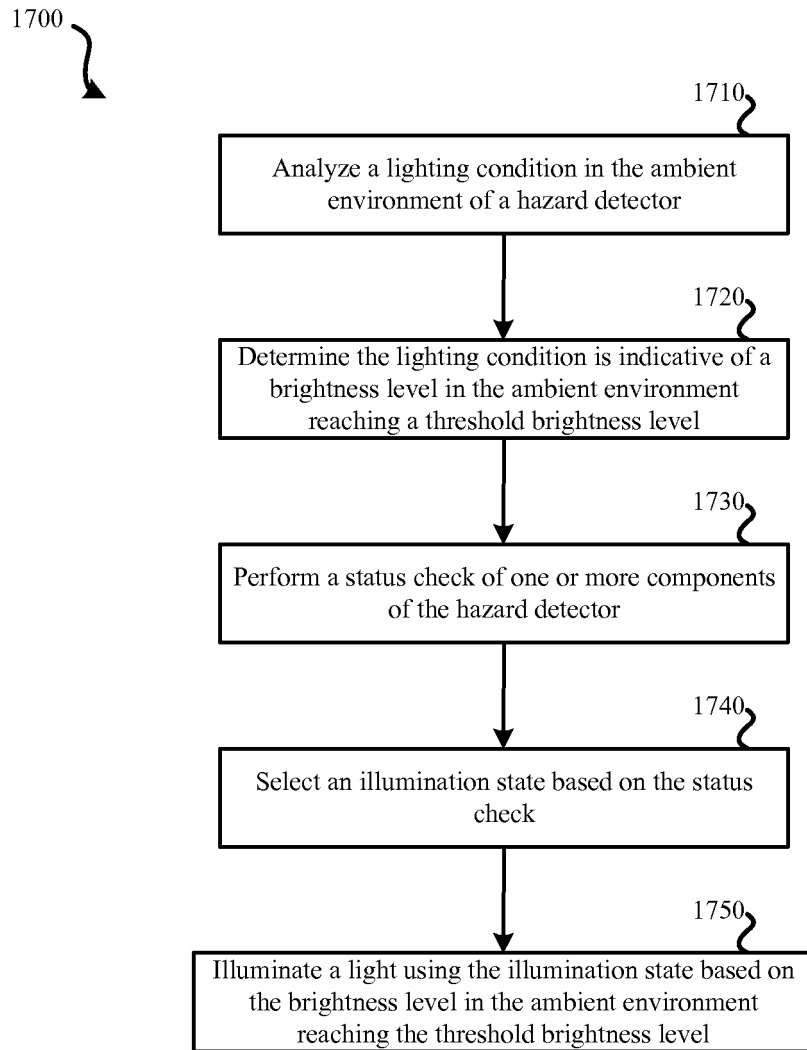 1700
1710
Analyze a lighting condition in the ambient
environment of a hazard detector
1720
Determine the lighting condition is indicative of a
brightness level in the ambient environment
reaching a threshold brightness level
1730
Perform a status check of one or more components
of the hazard detector
1740
Select an illumination state based on the status
check
1750
Illuminate a light using the illumination state based on
the brightness level in the ambient environment
reaching the threshold brightness level